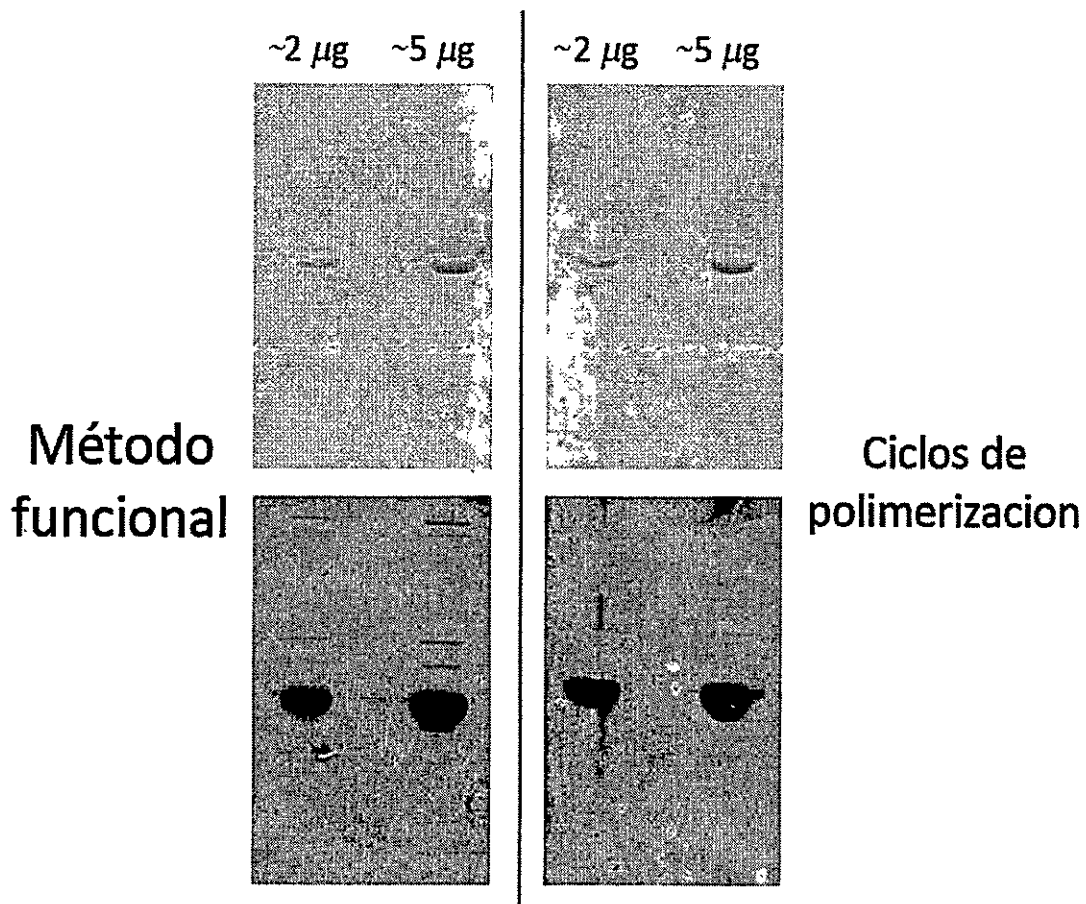 ~2 μg ~5 μg ~2 μg ~5 μg
Método
funcional
Ciclos de
polimerizacion